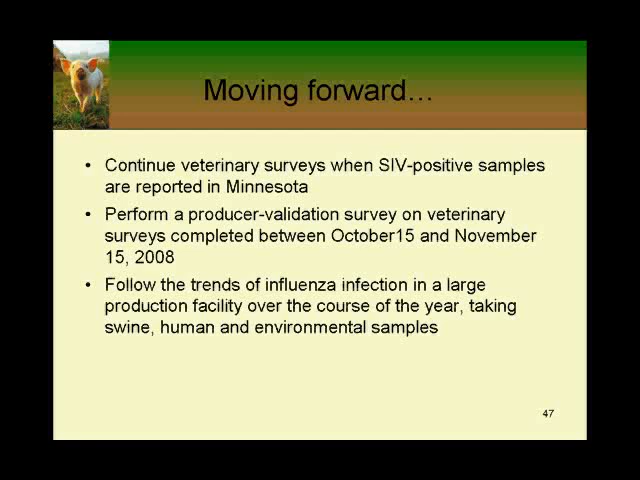 Moving forward...
• Continue veterinary surveys when SIV-positive samples
are reported in Minnesota
• Perform a producer-validation survey on veterinary
surveys completed between October15 and November
15, 2008
• Follow the trends of influenza infection in a large
production facility over the course of the year, taking
swine, human and environmental samples
47